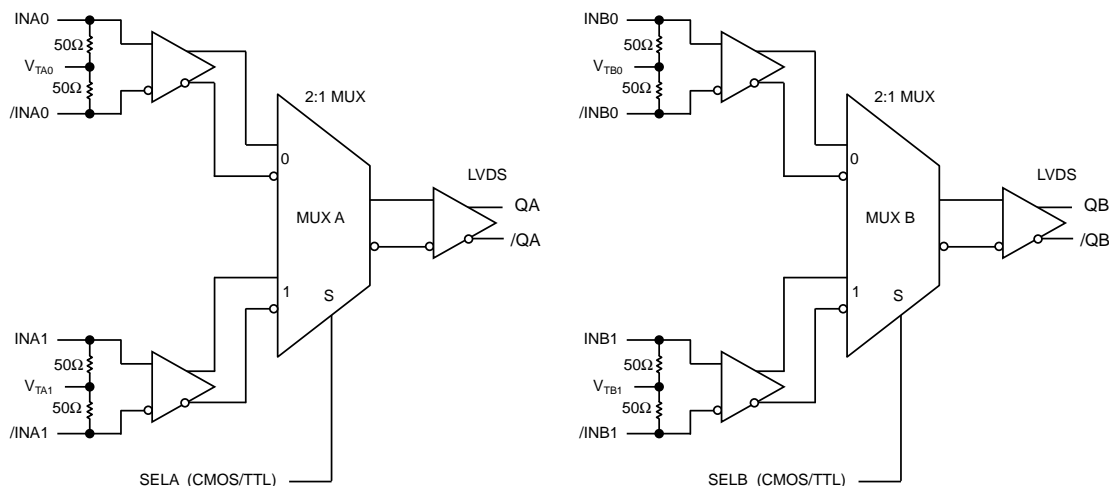 INA0
50Ω
VTA0
50Ω
/INA0
2:1 MUX
0
MUX A
LVDS
QA
/QA
1
S
INA1
50Ω
VTA1
50Ω
/INA1
SELA (CMOS/TTL)
INB0
50Ω
VTB0
50Ω
/INB0
2:1 MUX
0
MUX B
LVDS
QB
/QB
1
S
INB1
50Ω
VTB1
50Ω
/INB1
SELB (CMOS/TTL)